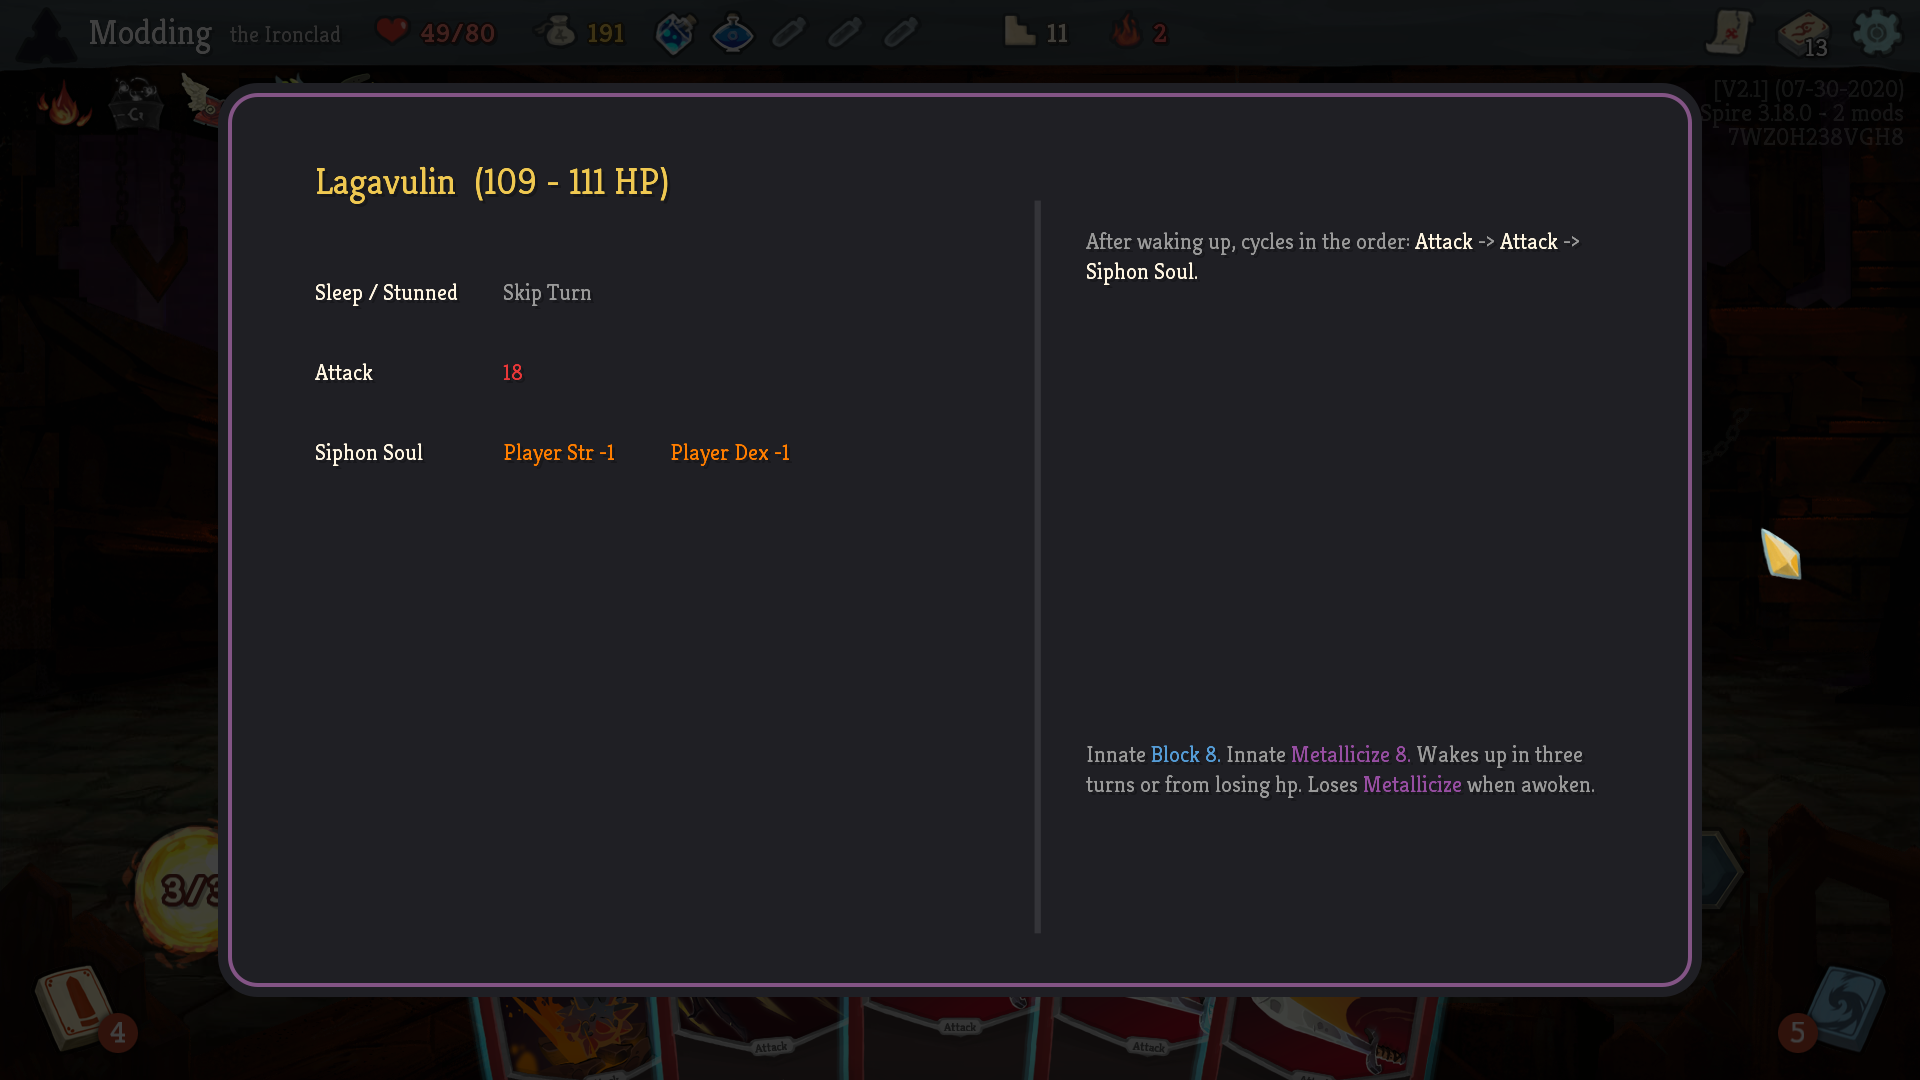 Modding the Ironclad 49/80 191 11 2
13
[V2.1] (07-30-2020)
Spire 3.18.0 - 2 mods
7WZ0H238VGH8
Lagavulin (109 - 111 HP)
After waking up, cycles in the order: Attack -> Attack ->
Siphon Soul.
Sleep / Stunned Skip Turn
Attack 18
Siphon Soul Player Str -1 Player Dex -1
Innate Block 8. Innate Metallicize 8. Wakes up in three
turns or from losing hp. Loses Metallicize when awoken.
3/3
Attack
Attack
Attack
4
5